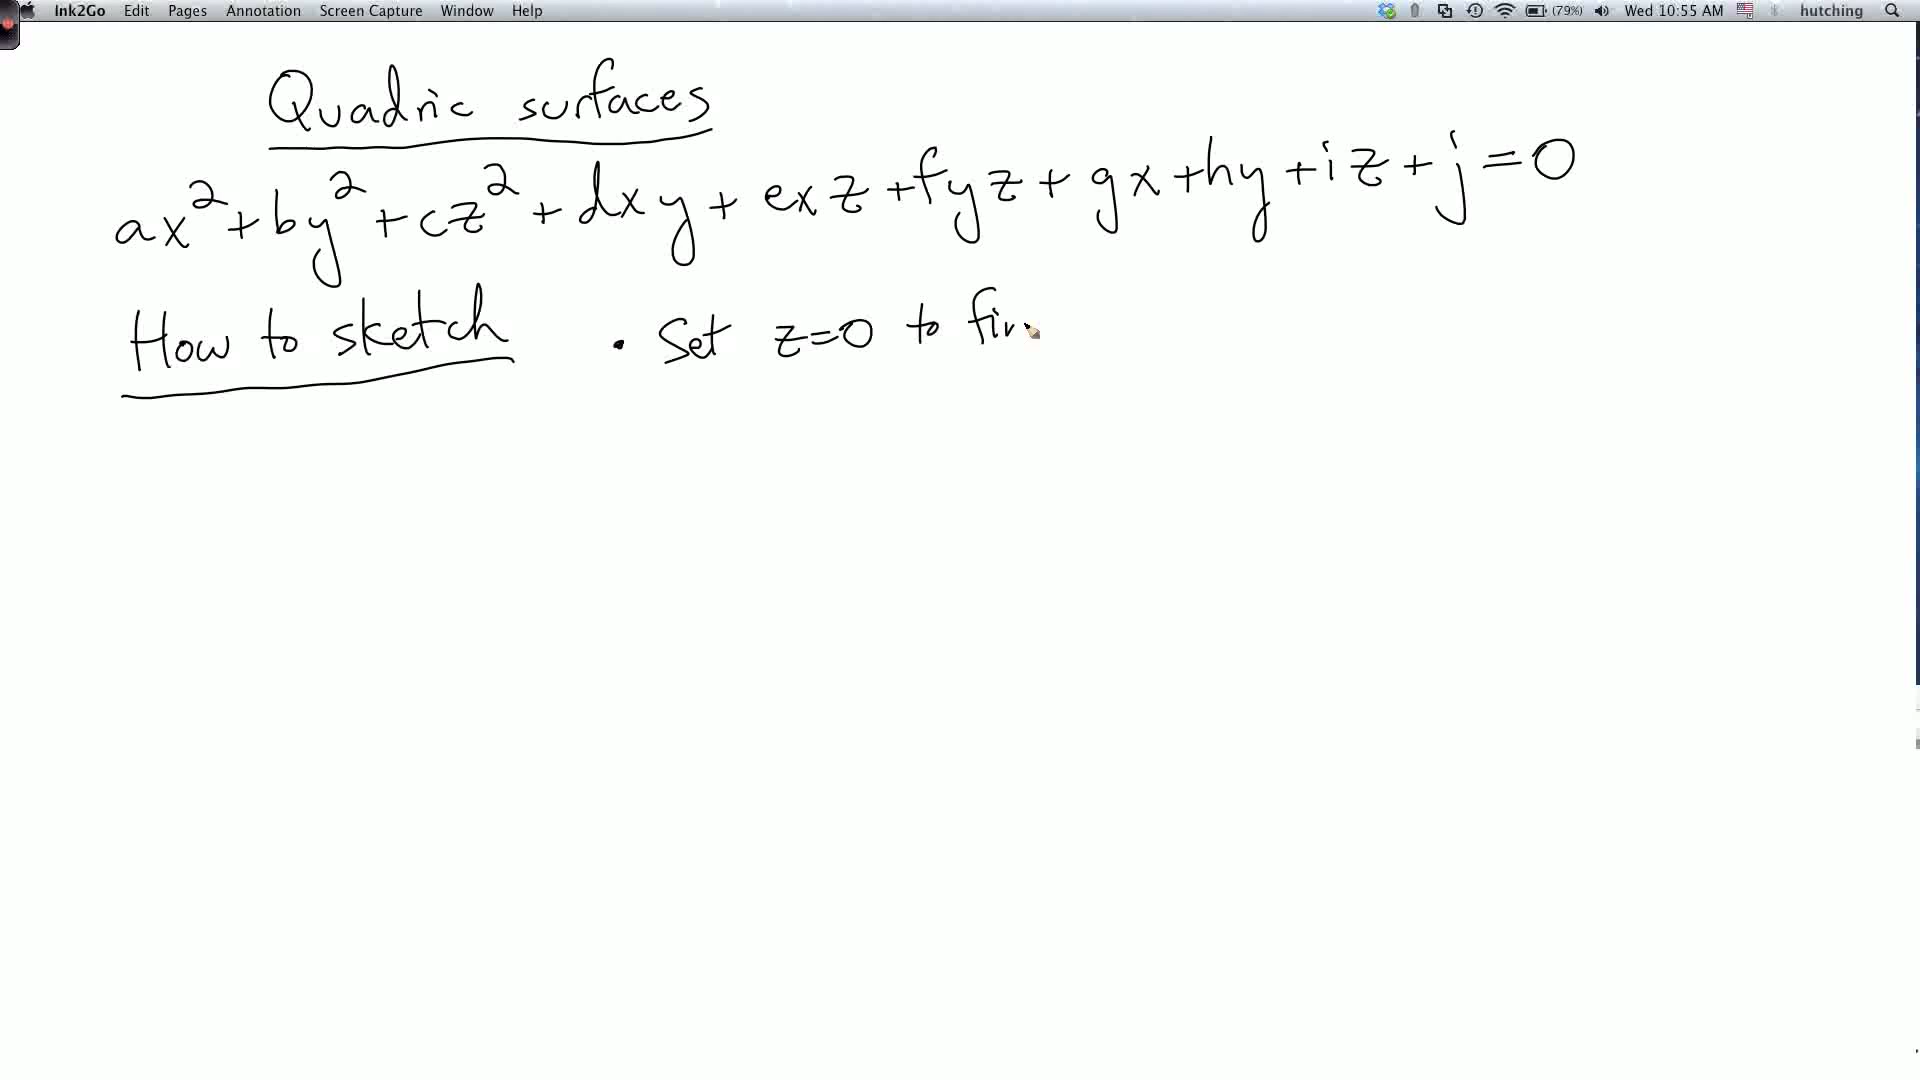 Ink2Go Edit Pages Annotation Screen Capture Window Help (79%) Wed 10:55 AM hutching
Quadric surfaces
ax²+by²+cz²+dxy+exz+fyz+gx+hy+iz+j=0
How to sketch • Set z=0 to fin